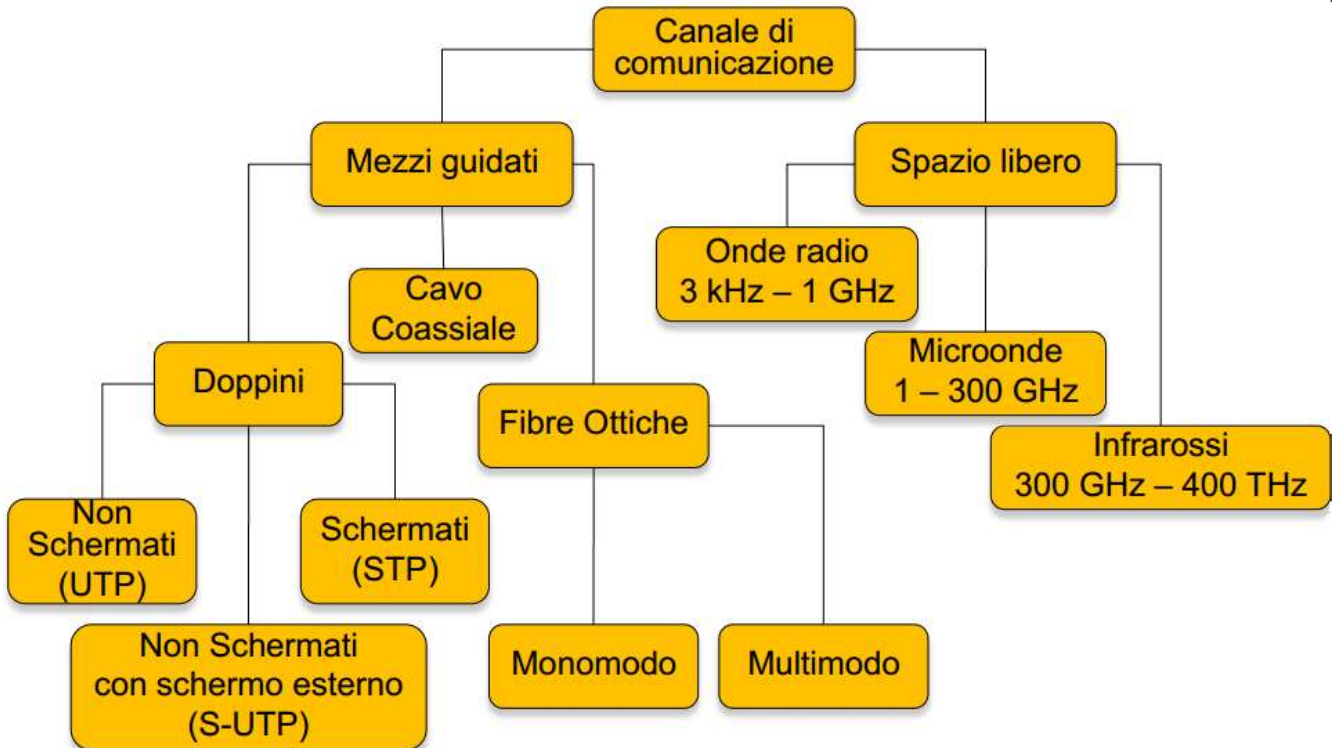 Canale di
comunicazione
Mezzi guidati
Spazio libero
Onde radio
3 kHz – 1 GHz
Cavo
Coassiale
Microonde
1 – 300 GHz
Doppini
Fibre Ottiche
Infrarossi
300 GHz – 400 THz
Non
Schermati
(UTP)
Schermati
(STP)
Non Schermati
con schermo esterno
(S-UTP)
Monomodo
Multimodo